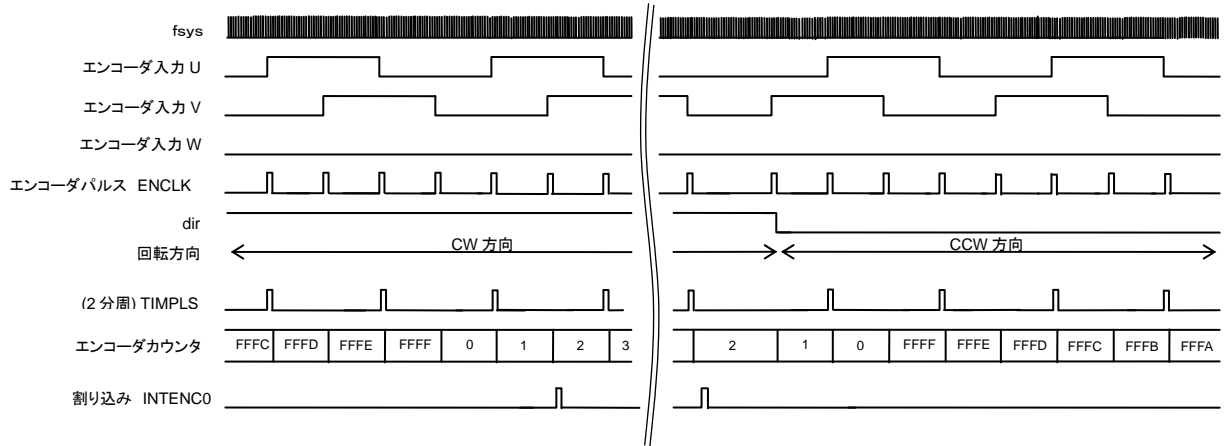 fsys
エンコーダ入力 U
エンコーダ入力 V
エンコーダ入力 W
エンコーダパルス ENCLK
dir
回転方向 CW 方向 CCW 方向
(2 分周) TIMPLS
エンコーダカウンタ FFFC FFFD FFFE FFFF 0 1 2 3 2 1 0 FFFF FFFE FFFD FFFC FFFB FFFA
割り込み INTENC0